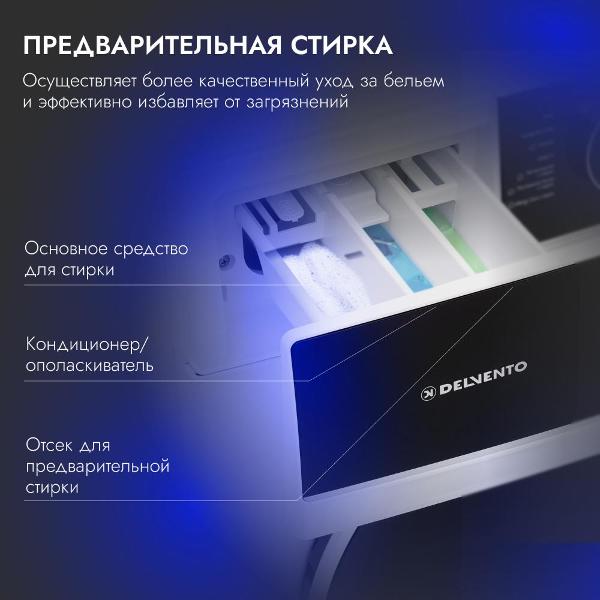 ПРЕДВАРИТЕЛЬНАЯ СТИРКА
Осуществляет более качественный уход за бельем
и эффективно избавляет от загрязнений
Основное средство
для стирки
Кондиционер/
ополаскиватель
DELVENTO
Отсек для
предварительной
стирки